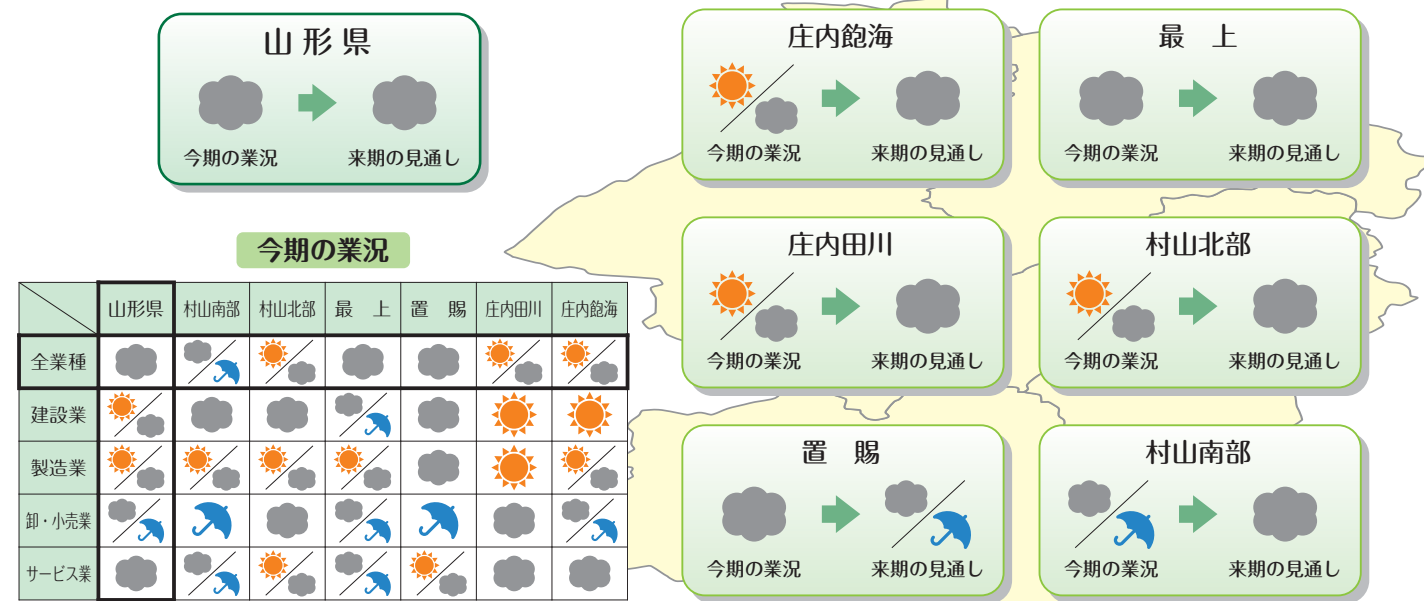 山形県
今期の業況 来期の見通し
今期の業況
山形県 村山南部 村山北部 最 上 置 賜 庄内田川 庄内飽海
全業種
建設業
製造業
卸・小売業
サービス業
庄内飽海
今期の業況 来期の見通し
最 上
今期の業況 来期の見通し
庄内田川
今期の業況 来期の見通し
村山北部
今期の業況 来期の見通し
置 賜
今期の業況 来期の見通し
村山南部
今期の業況 来期の見通し